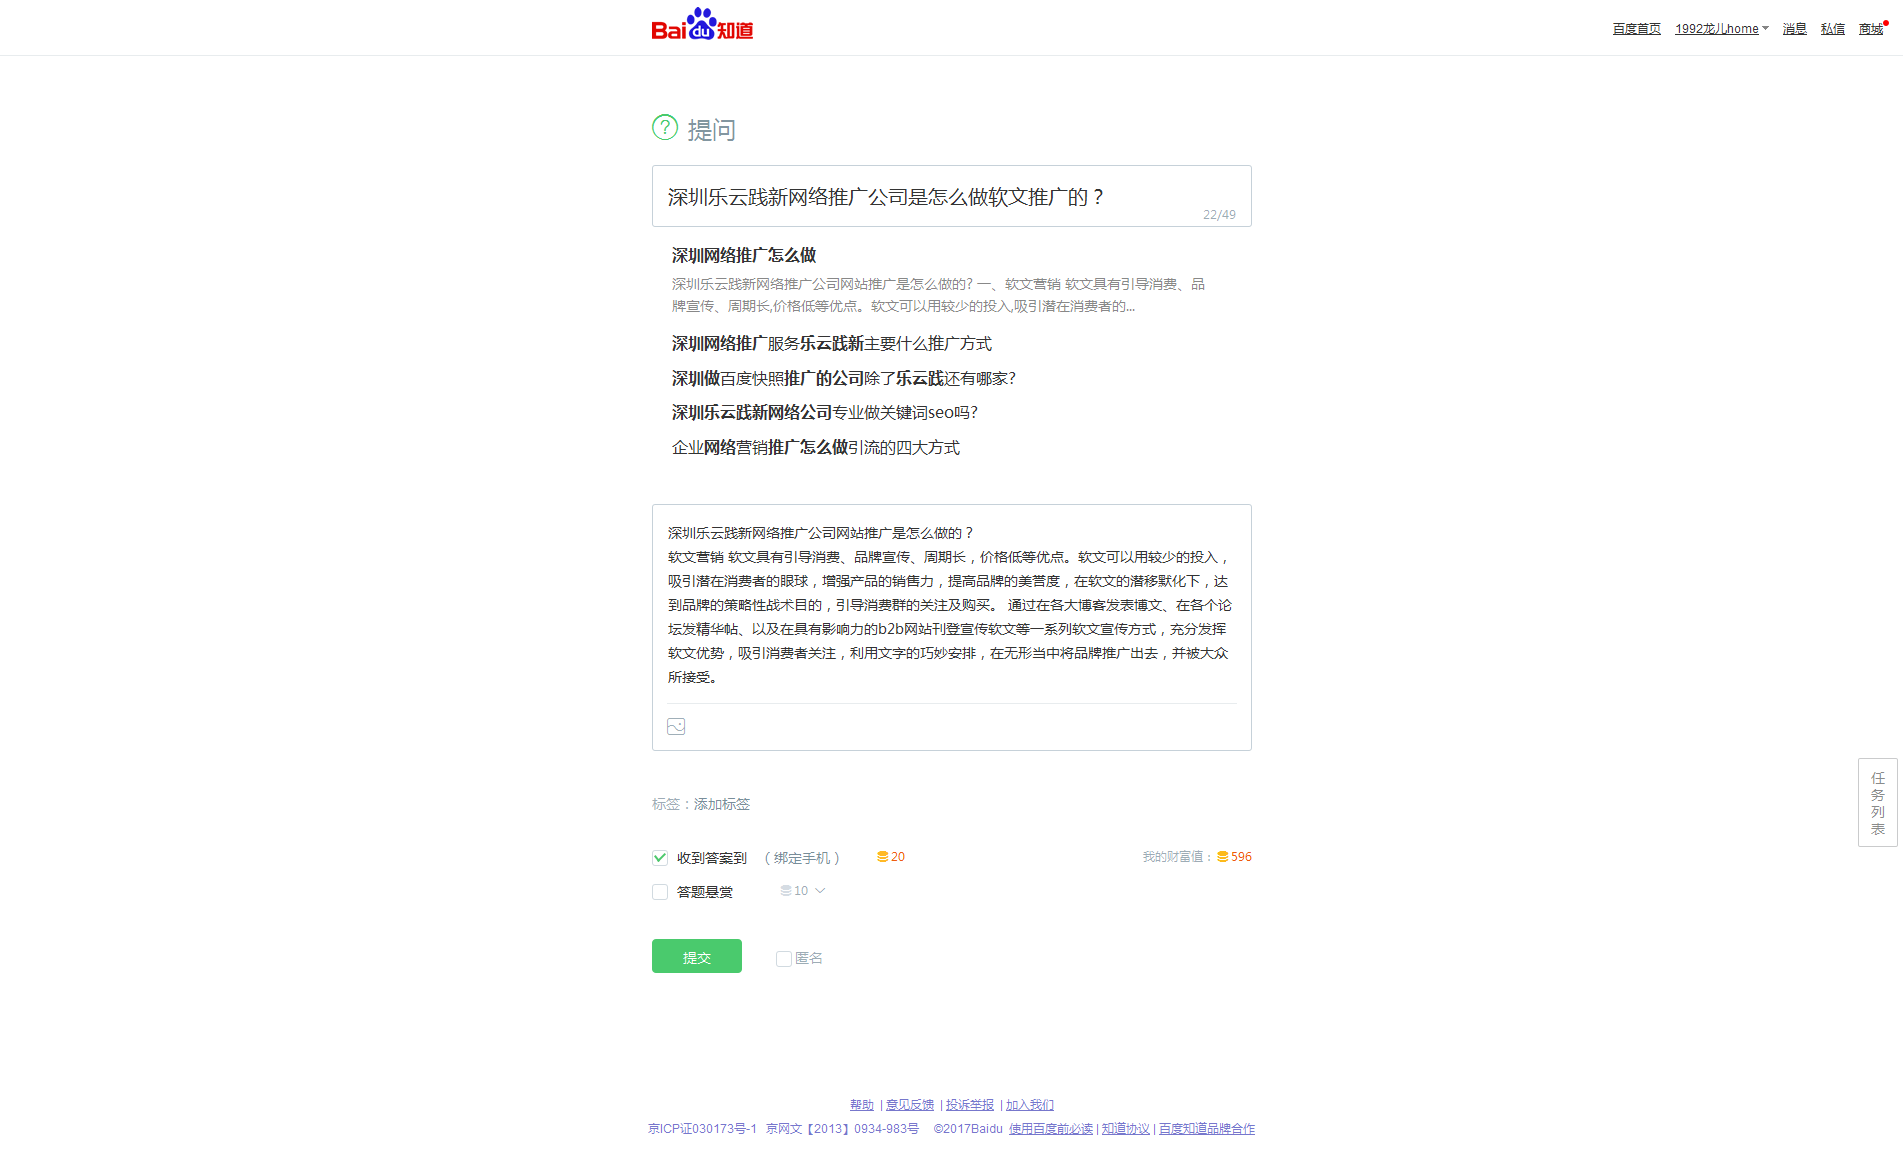 Baidu知道
百度首页 1992龙儿home 消息 私信 商城
提问
深圳乐云践新网络推广公司是怎么做软文推广的？
22/49
深圳网络推广怎么做
深圳乐云践新网络推广公司网站推广是怎么做的? 一、软文营销 软文具有引导消费、品
牌宣传、周期长,价格低等优点。软文可以用较少的投入,吸引潜在消费者的...
深圳网络推广服务乐云践新主要什么推广方式
深圳做百度快照推广的公司除了乐云践还有哪家?
深圳乐云践新网络公司专业做关键词seo吗?
企业网络营销推广怎么做引流的四大方式
深圳乐云践新网络推广公司网站推广是怎么做的？
软文营销 软文具有引导消费、品牌宣传、周期长，价格低等优点。软文可以用较少的投入，
吸引潜在消费者的眼球，增强产品的销售力，提高品牌的美誉度，在软文的潜移默化下，达
到品牌的策略性战术目的，引导消费群的关注及购买。 通过在各大博客发表博文、在各个论
坛发精华帖、以及在具有影响力的b2b网站刊登宣传软文等一系列软文宣传方式，充分发挥
软文优势，吸引消费者关注，利用文字的巧妙安排，在无形当中将品牌推广出去，并被大众
所接受。
任务列表
标签：添加标签
收到答案到 （绑定手机） 20 我的财富值：596
答题悬赏 10
提交 匿名
帮助 | 意见反馈 | 投诉举报 | 加入我们
京ICP证030173号-1 京网文【2013】0934-983号 ©2017Baidu 使用百度前必读 | 知道协议 | 百度知道品牌合作